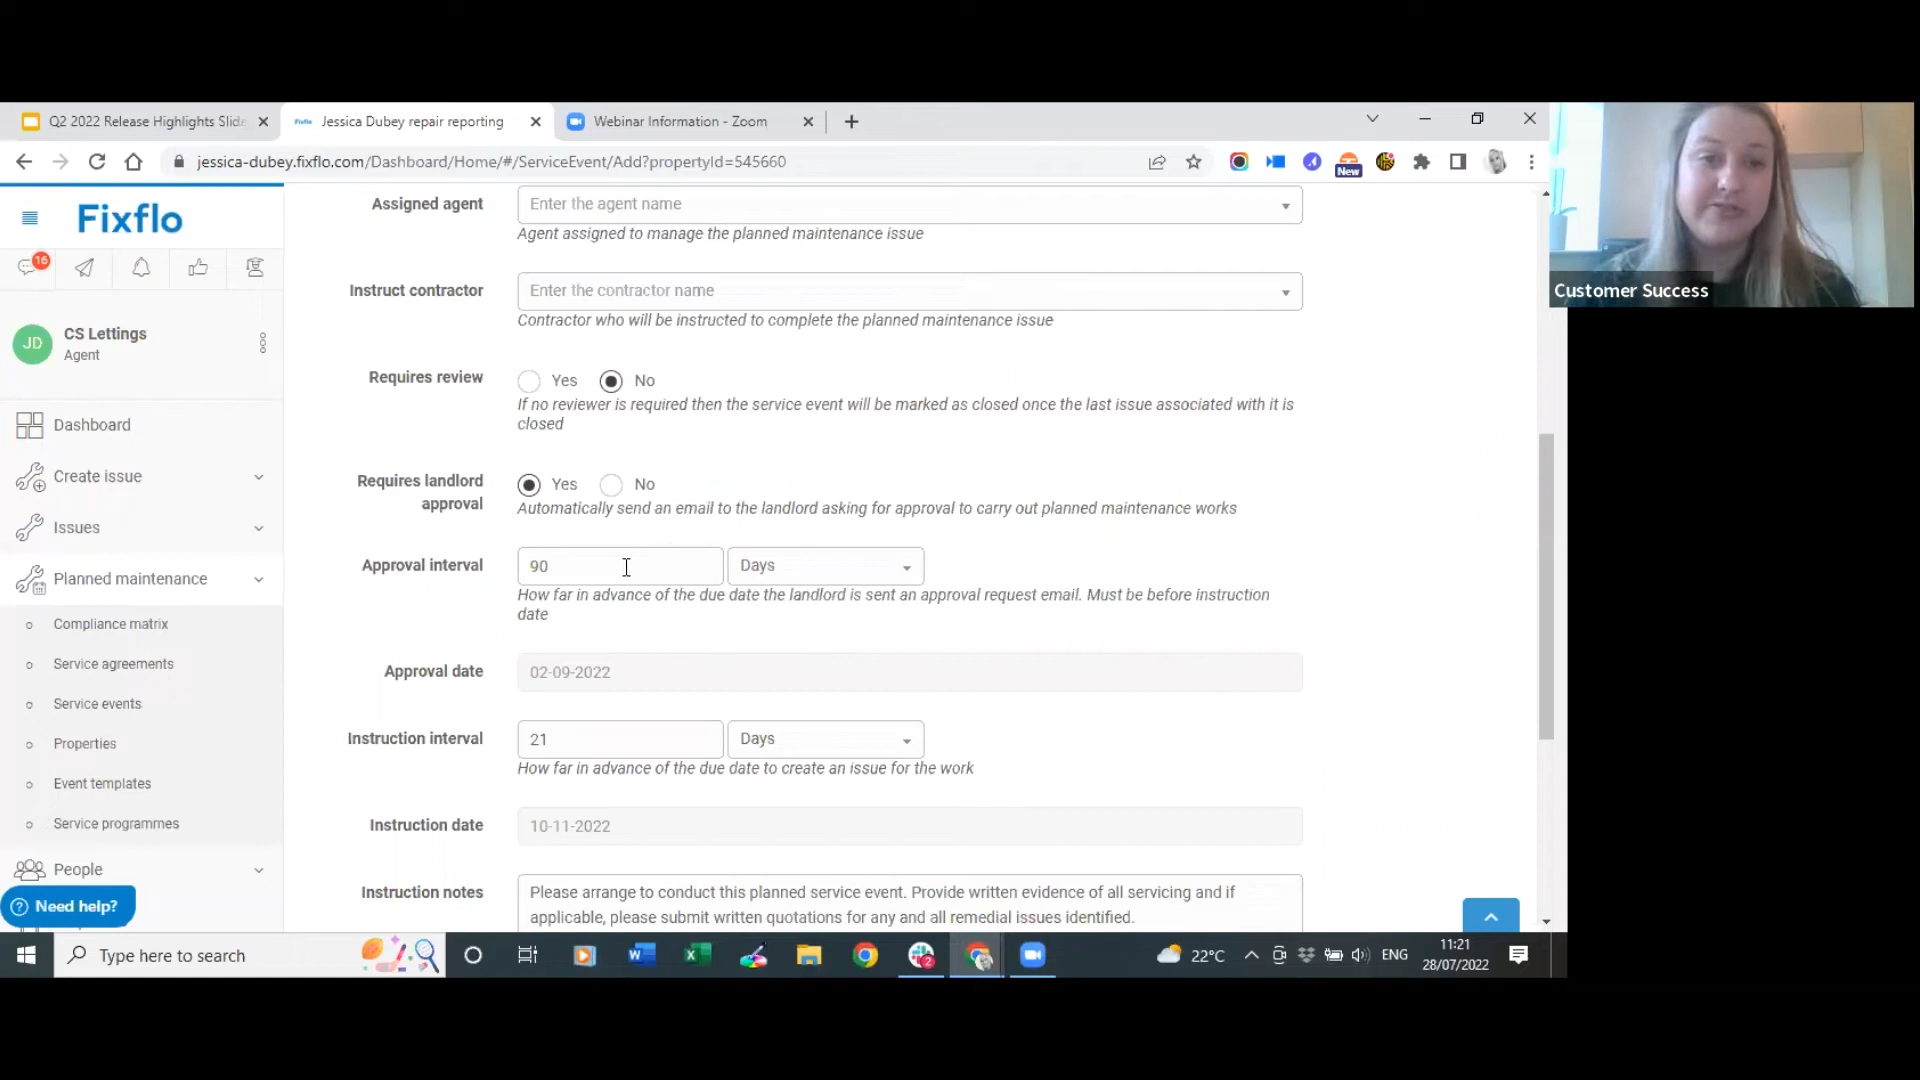 Q2 2022 Release Highlights Slide
Jessica Dubey repair reporting
Webinar Information - Zoom
jessica-dubey.fixflo.com/Dashboard/Home/#/ServiceEvent/Add?propertyId=545660
New
Fixflo
16
JD
CS Lettings
Agent
Dashboard
Create issue
Issues
Planned maintenance
Compliance matrix
Service agreements
Service events
Properties
Event templates
Service programmes
People
Need help?
Assigned agent
Enter the agent name
Agent assigned to manage the planned maintenance issue
Instruct contractor
Enter the contractor name
Contractor who will be instructed to complete the planned maintenance issue
Requires review
Yes No
If no reviewer is required then the service event will be marked as closed once the last issue associated with it is
closed
Requires landlord
approval
Yes No
Automatically send an email to the landlord asking for approval to carry out planned maintenance works
Approval interval
90 Days
How far in advance of the due date the landlord is sent an approval request email. Must be before instruction
date
Approval date
02-09-2022
Instruction interval
21 Days
How far in advance of the due date to create an issue for the work
Instruction date
10-11-2022
Instruction notes
Please arrange to conduct this planned service event. Provide written evidence of all servicing and if
applicable, please submit written quotations for any and all remedial issues identified.
Customer Success
Type here to search
2
22°C
ENG
11:21
28/07/2022